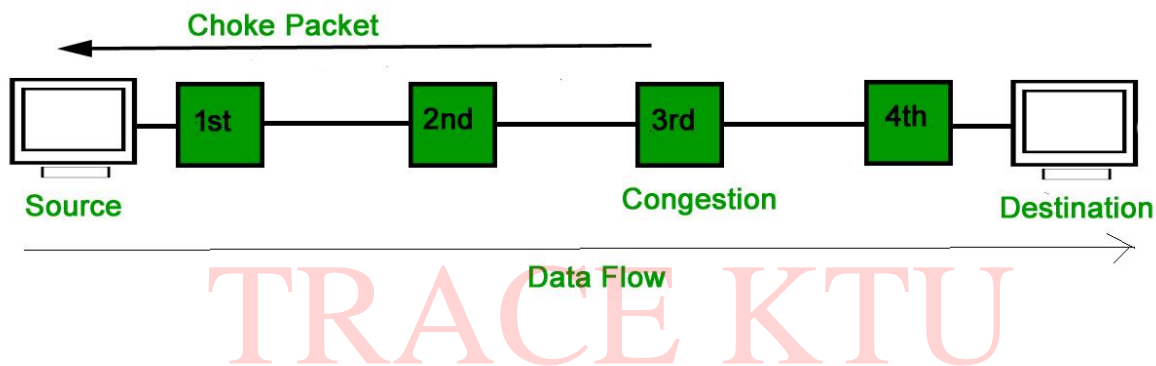 Choke Packet
1st
2nd
3rd
4th
Source
Congestion
Destination
Data Flow
TRACE KTU